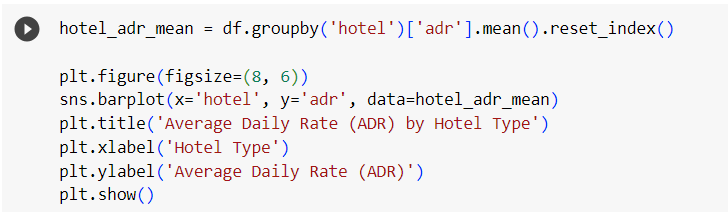 hotel_adr_mean = df.groupby('hotel')['adr'].mean().reset_index()
plt.figure(figsize=(8, 6))
sns.barplot(x='hotel', y='adr', data=hotel_adr_mean)
plt.title('Average Daily Rate (ADR) by Hotel Type')
plt.xlabel('Hotel Type')
plt.ylabel('Average Daily Rate (ADR)')
plt.show()